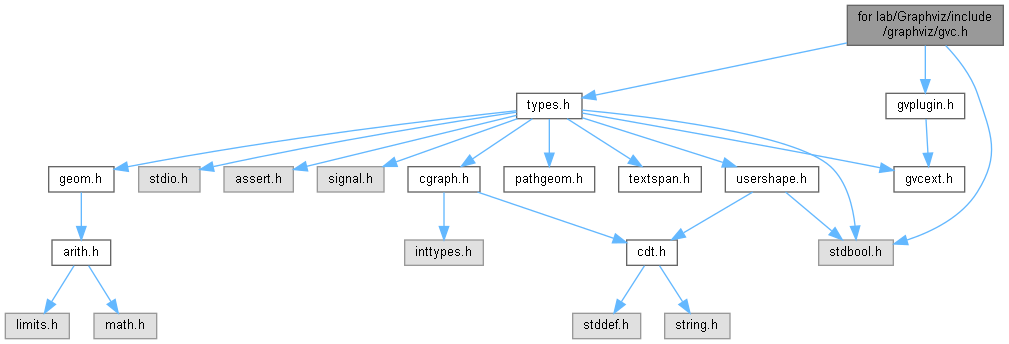 for lab/Graphviz/include
/graphviz/gvc.h
types.h
gvplugin.h
geom.h
stdio.h
assert.h
signal.h
cgraph.h
pathgeom.h
textspan.h
usershape.h
gvcext.h
arith.h
inttypes.h
cdt.h
stdbool.h
limits.h
math.h
stddef.h
string.h